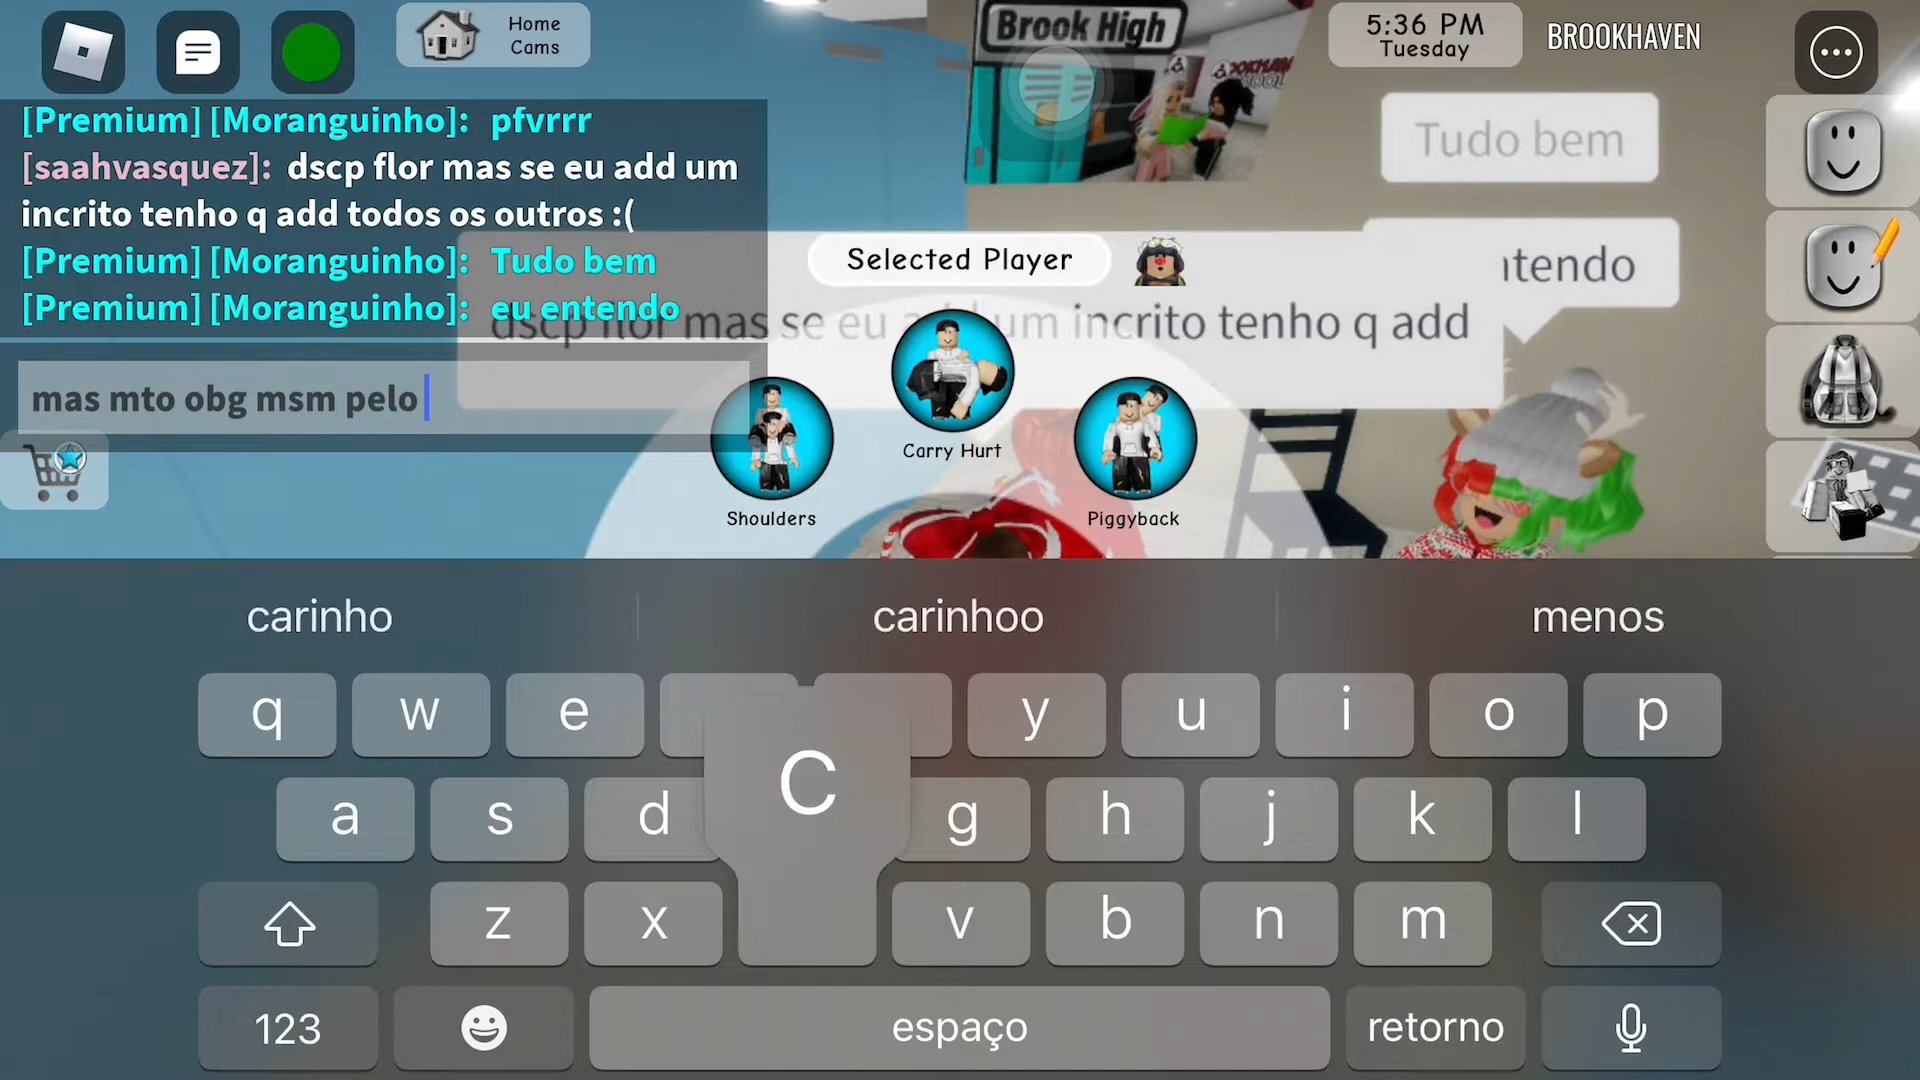 Home
Cams
Brook High
5:36 PM
Tuesday
BROOKHAVEN
[Premium] [Moranguinho]: pfvrrr
[saahvasquez]: dscp flor mas se eu add um
incrito tenho q add todos os outros :(
[Premium] [Moranguinho]: Tudo bem
[Premium] [Moranguinho]: eu entendo
mas mto obg msm pelo
Tudo bem
Selected Player
dscp flor mas se eu add um incrito tenho q add
Carry Hurt
Shoulders
Piggyback
carinho carinhoo menos
q w e y u i o p
a s d C g h j k l
z x v b n m
123 espaço retorno